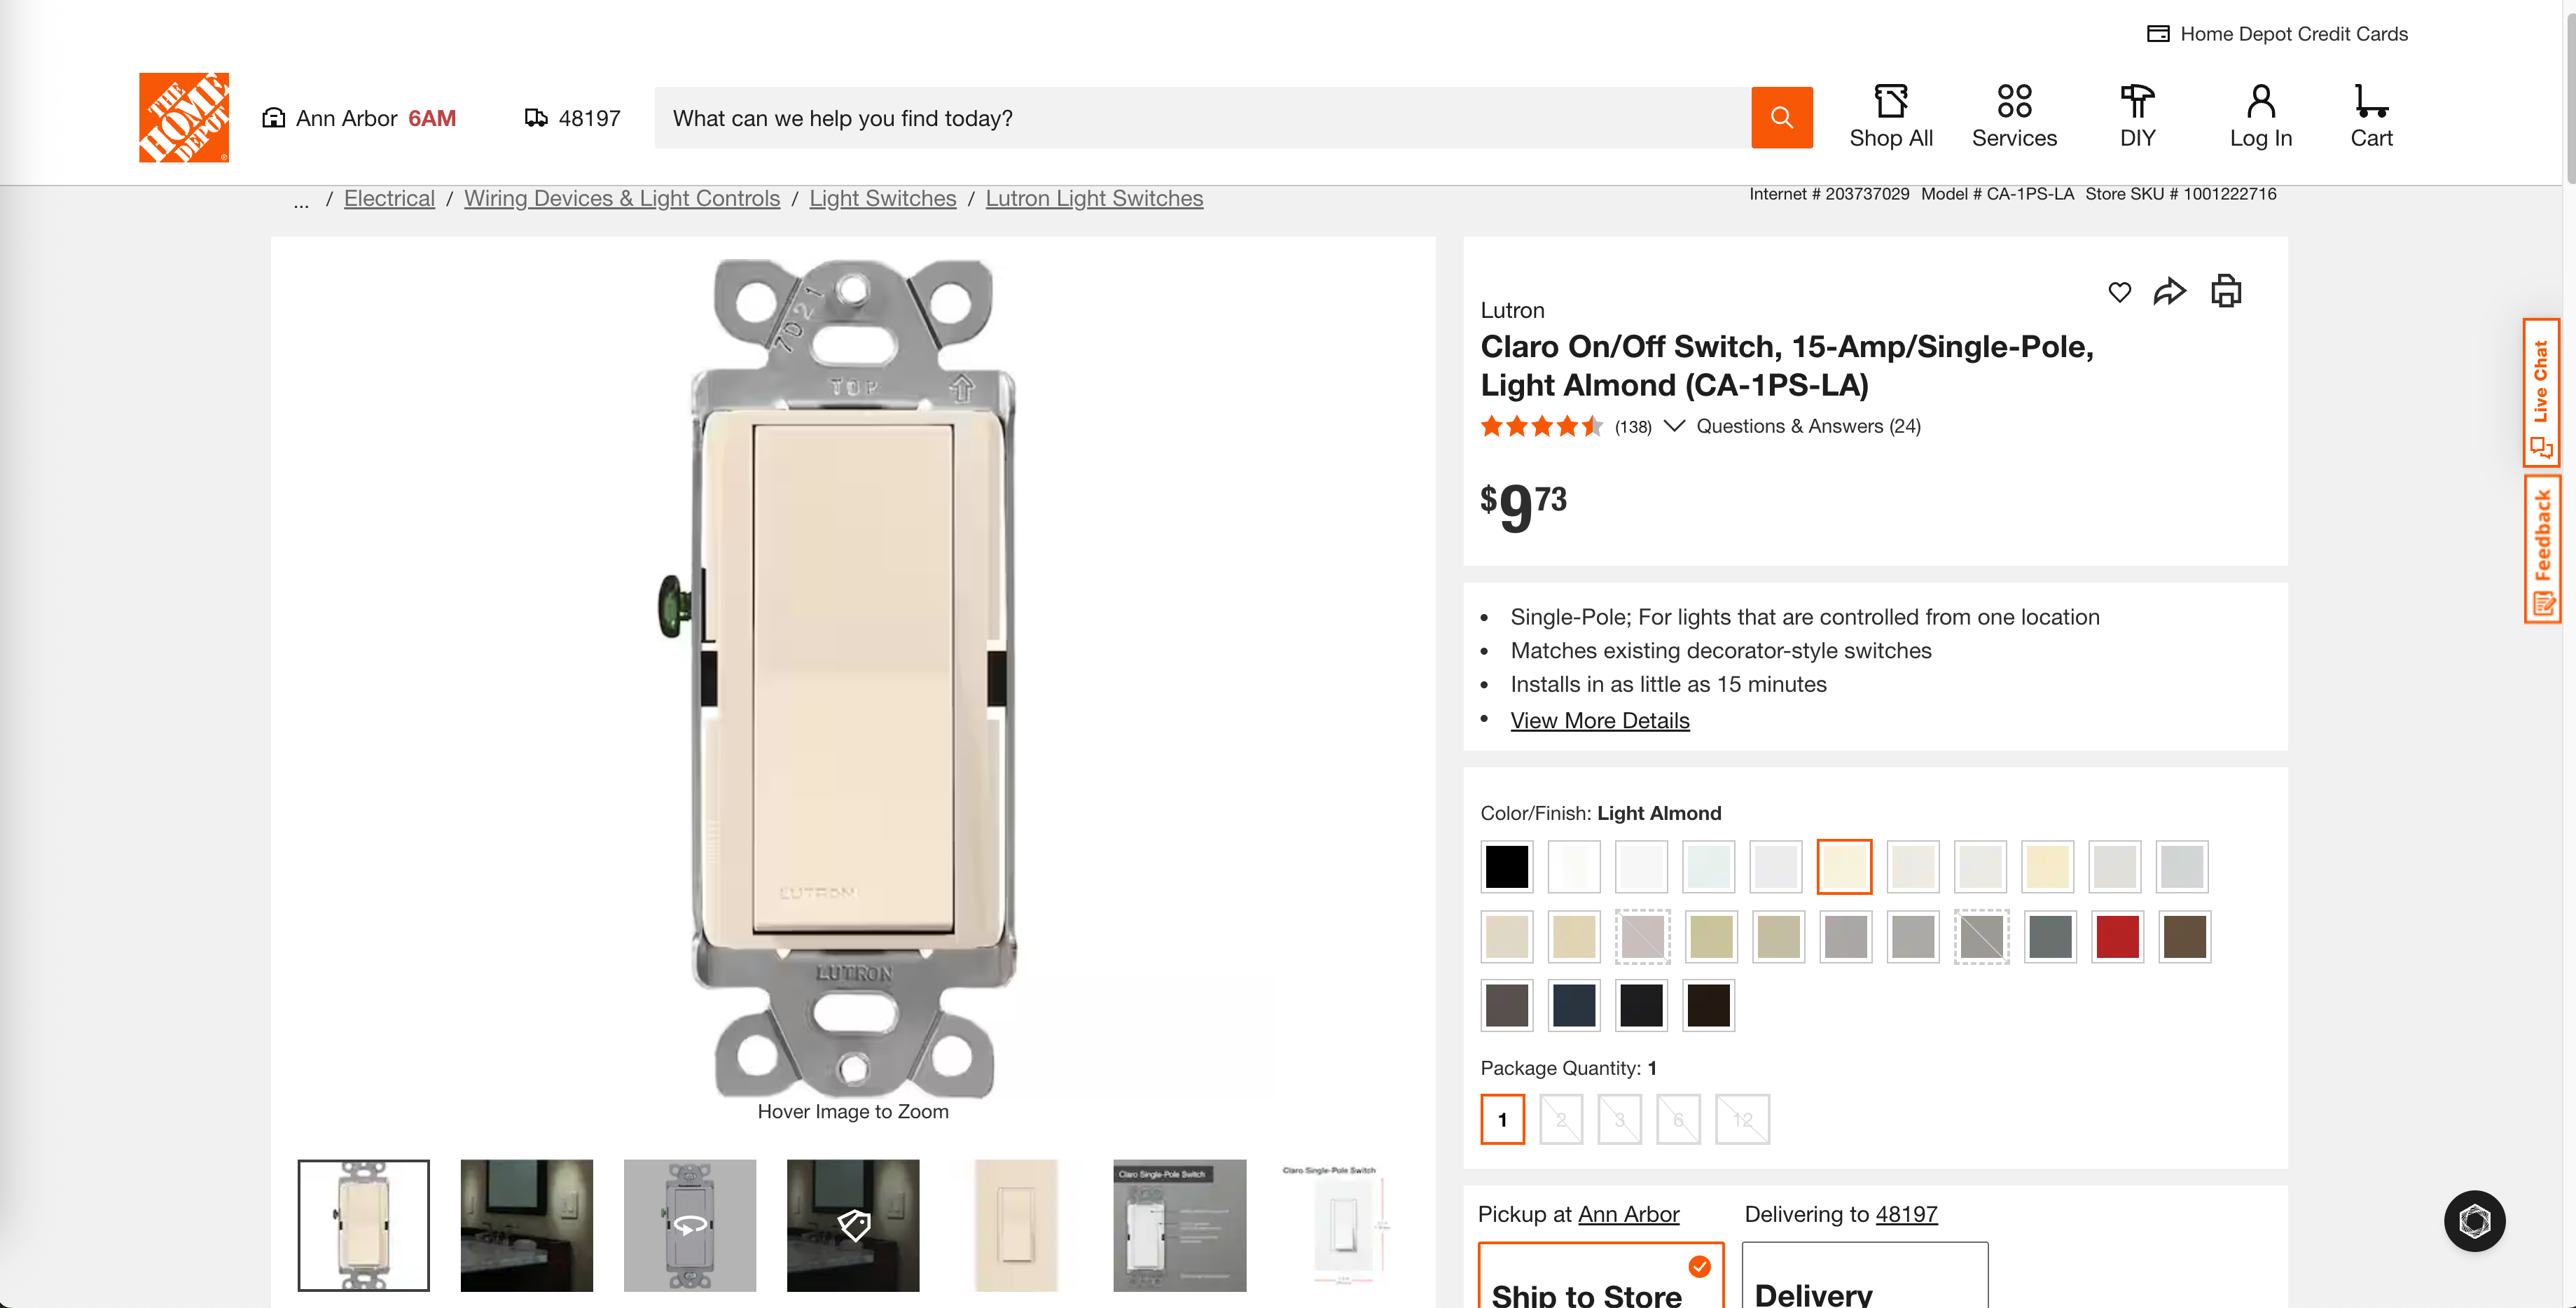 Home Depot Credit Cards
THE HOME DEPOT
Ann Arbor 6AM
48197
What can we help you find today?
Shop All
Services
DIY
Log In
Cart
... / Electrical / Wiring Devices & Light Controls / Light Switches / Lutron Light Switches
Internet # 203737029 Model # CA-1PS-LA Store SKU # 1001222716
7021
TOP
LUTRON
LUTRON
Hover Image to Zoom
Claro Single-Pole Switch
Claro Single-Pole Switch
Lutron
Claro On/Off Switch, 15-Amp/Single-Pole,
Light Almond (CA-1PS-LA)
(138) Questions & Answers (24)
$9 73
• Single-Pole; For lights that are controlled from one location
• Matches existing decorator-style switches
• Installs in as little as 15 minutes
• View More Details
Color/Finish: Light Almond
Package Quantity: 1
1 2 3 6 12
Pickup at Ann Arbor
Delivering to 48197
Ship to Store
Delivery
Live Chat
Feedback